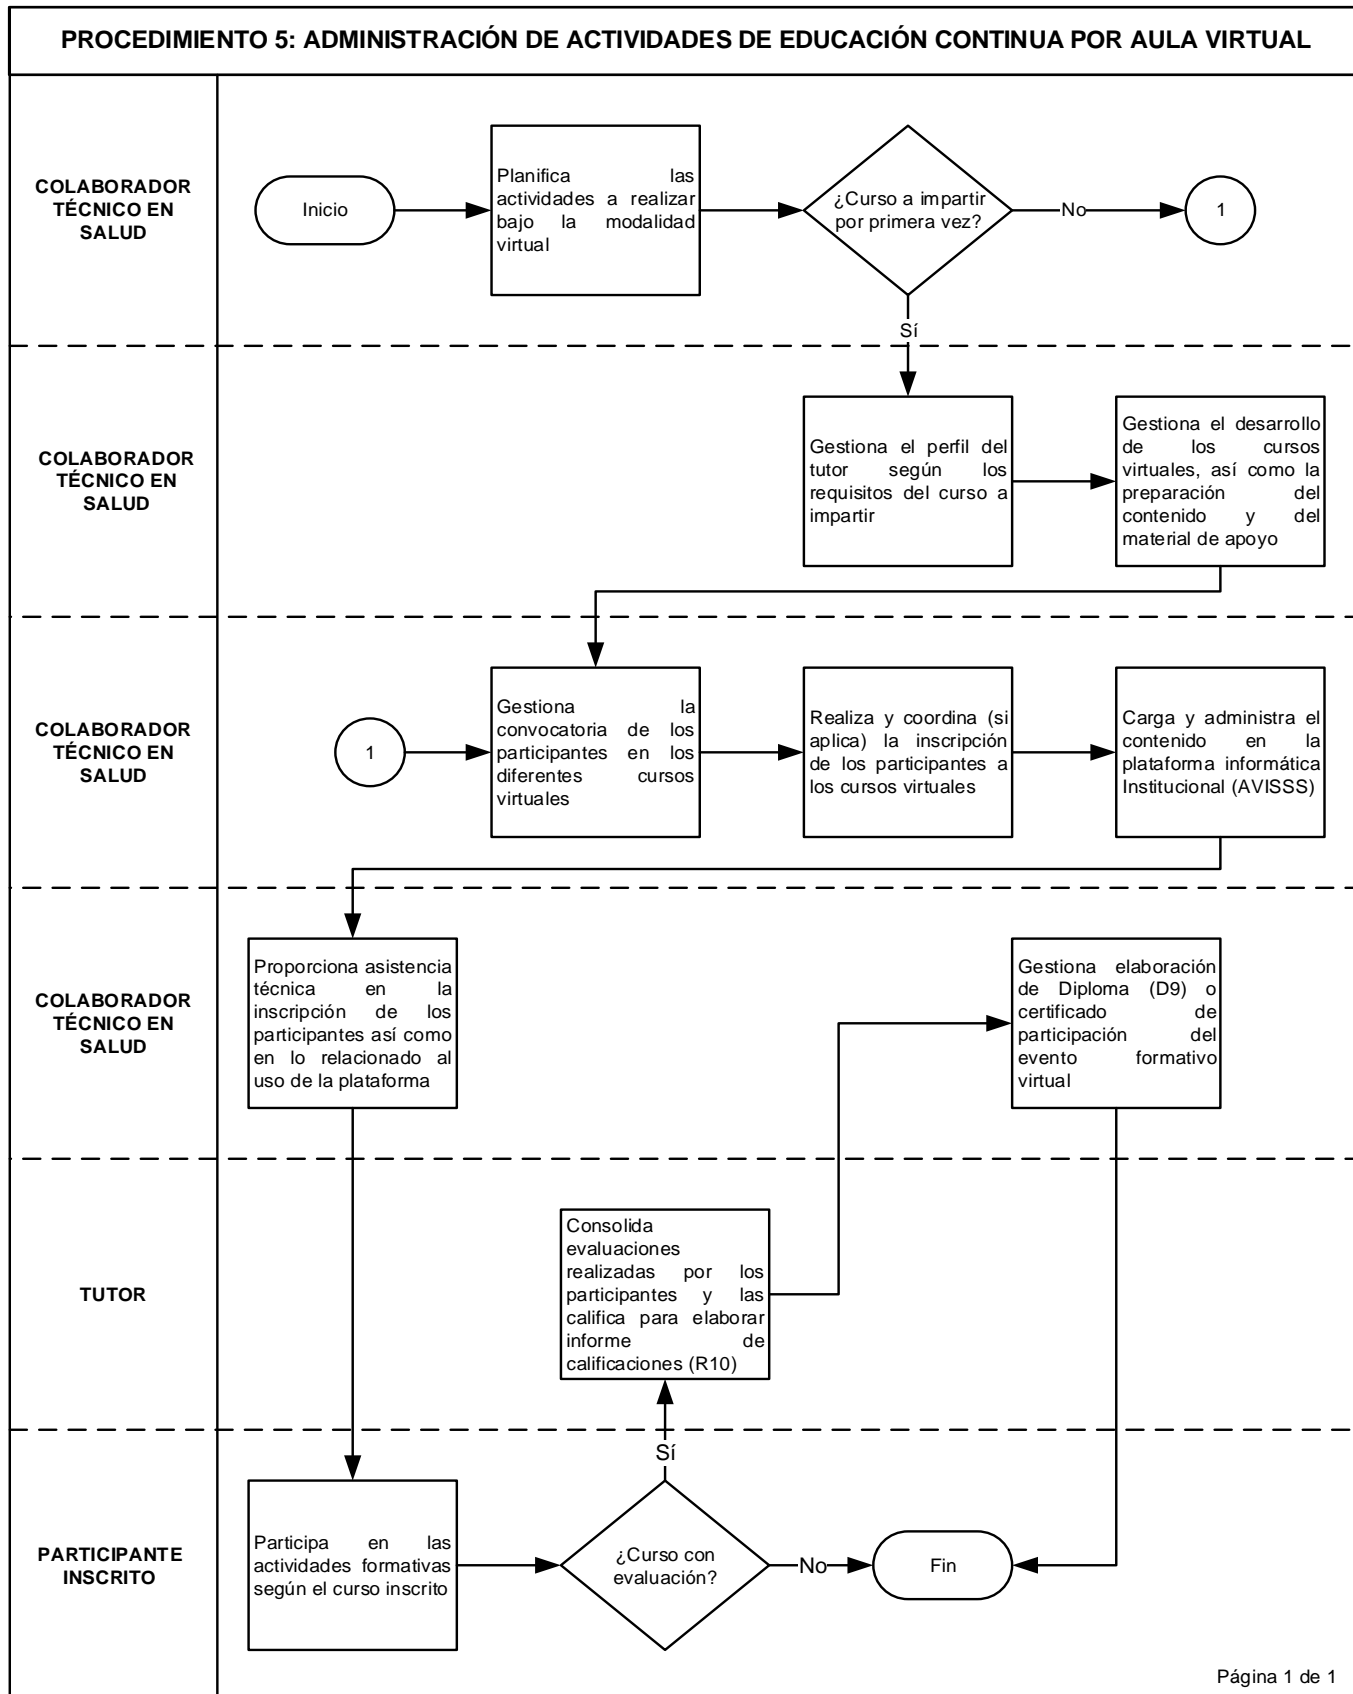 PROCEDIMIENTO 5: ADMINISTRACIÓN DE ACTIVIDADES DE EDUCACIÓN CONTINUA POR AULA VIRTUAL
COLABORADOR
TÉCNICO EN
SALUD
Inicio
Planifica las
actividades a realizar
bajo la modalidad
virtual
¿Curso a impartir
por primera vez?
No
1
Sí
COLABORADOR
TÉCNICO EN
SALUD
Gestiona el perfil del
tutor según los
requisitos del curso a
impartir
Gestiona el desarrollo
de los cursos
virtuales, así como la
preparación del
contenido y del
material de apoyo
COLABORADOR
TÉCNICO EN
SALUD
1
Gestiona la
convocatoria de los
participantes en los
diferentes cursos
virtuales
Realiza y coordina (si
aplica) la inscripción
de los participantes a
los cursos virtuales
Carga y administra el
contenido en la
plataforma informática
Institucional (AVISSS)
COLABORADOR
TÉCNICO EN
SALUD
Proporciona asistencia
técnica en la
inscripción de los
participantes así como
en lo relacionado al
uso de la plataforma
Gestiona elaboración
de Diploma (D9) o
certificado de
participación del
evento formativo
virtual
TUTOR
Consolida
evaluaciones
realizadas por los
participantes y las
califica para elaborar
informe de
calificaciones (R10)
Sí
PARTICIPANTE
INSCRITO
Participa en las
actividades formativas
según el curso inscrito
¿Curso con
evaluación?
No
Fin
Página 1 de 1